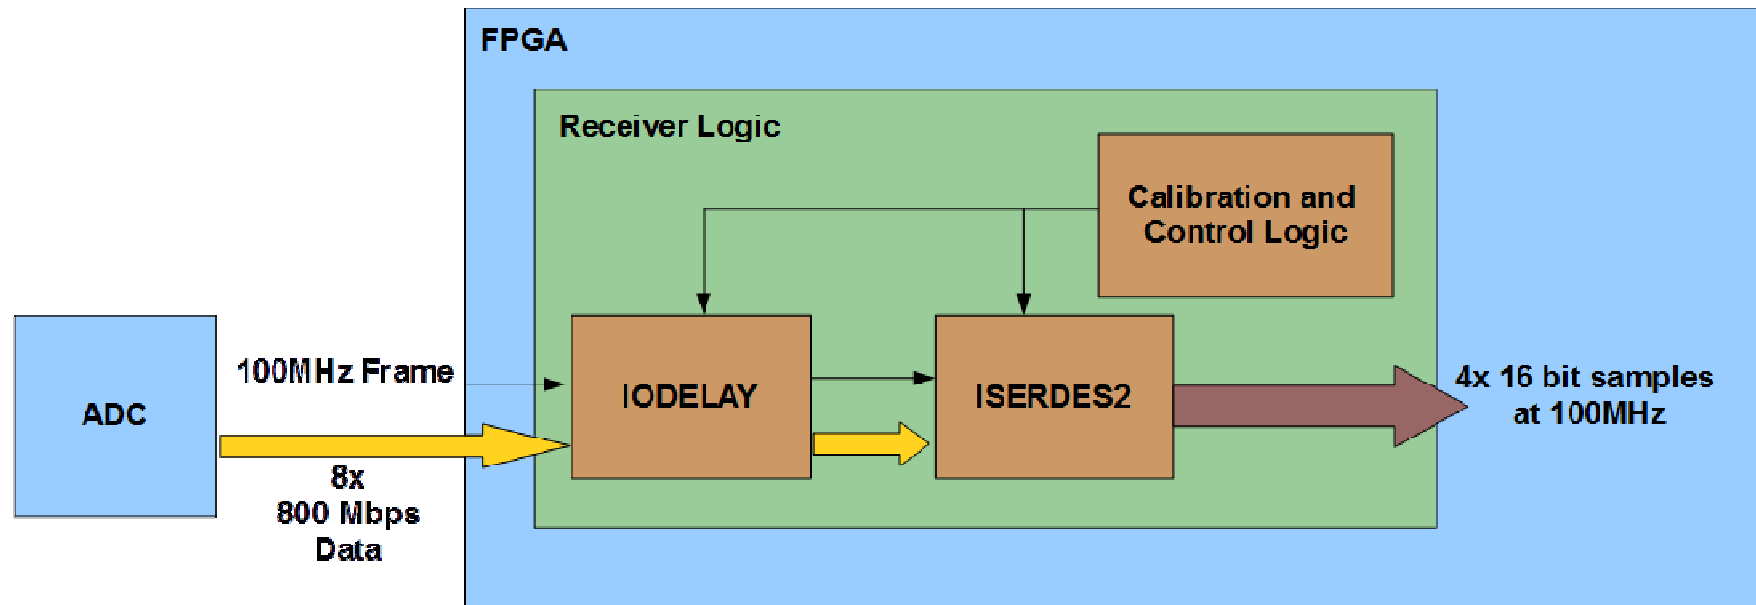 FPGA
Receiver Logic
Calibration and
Control Logic
100MHz Frame
ADC
IODELAY
ISERDES2
4x 16 bit samples
at 100MHz
8x
800 Mbps
Data